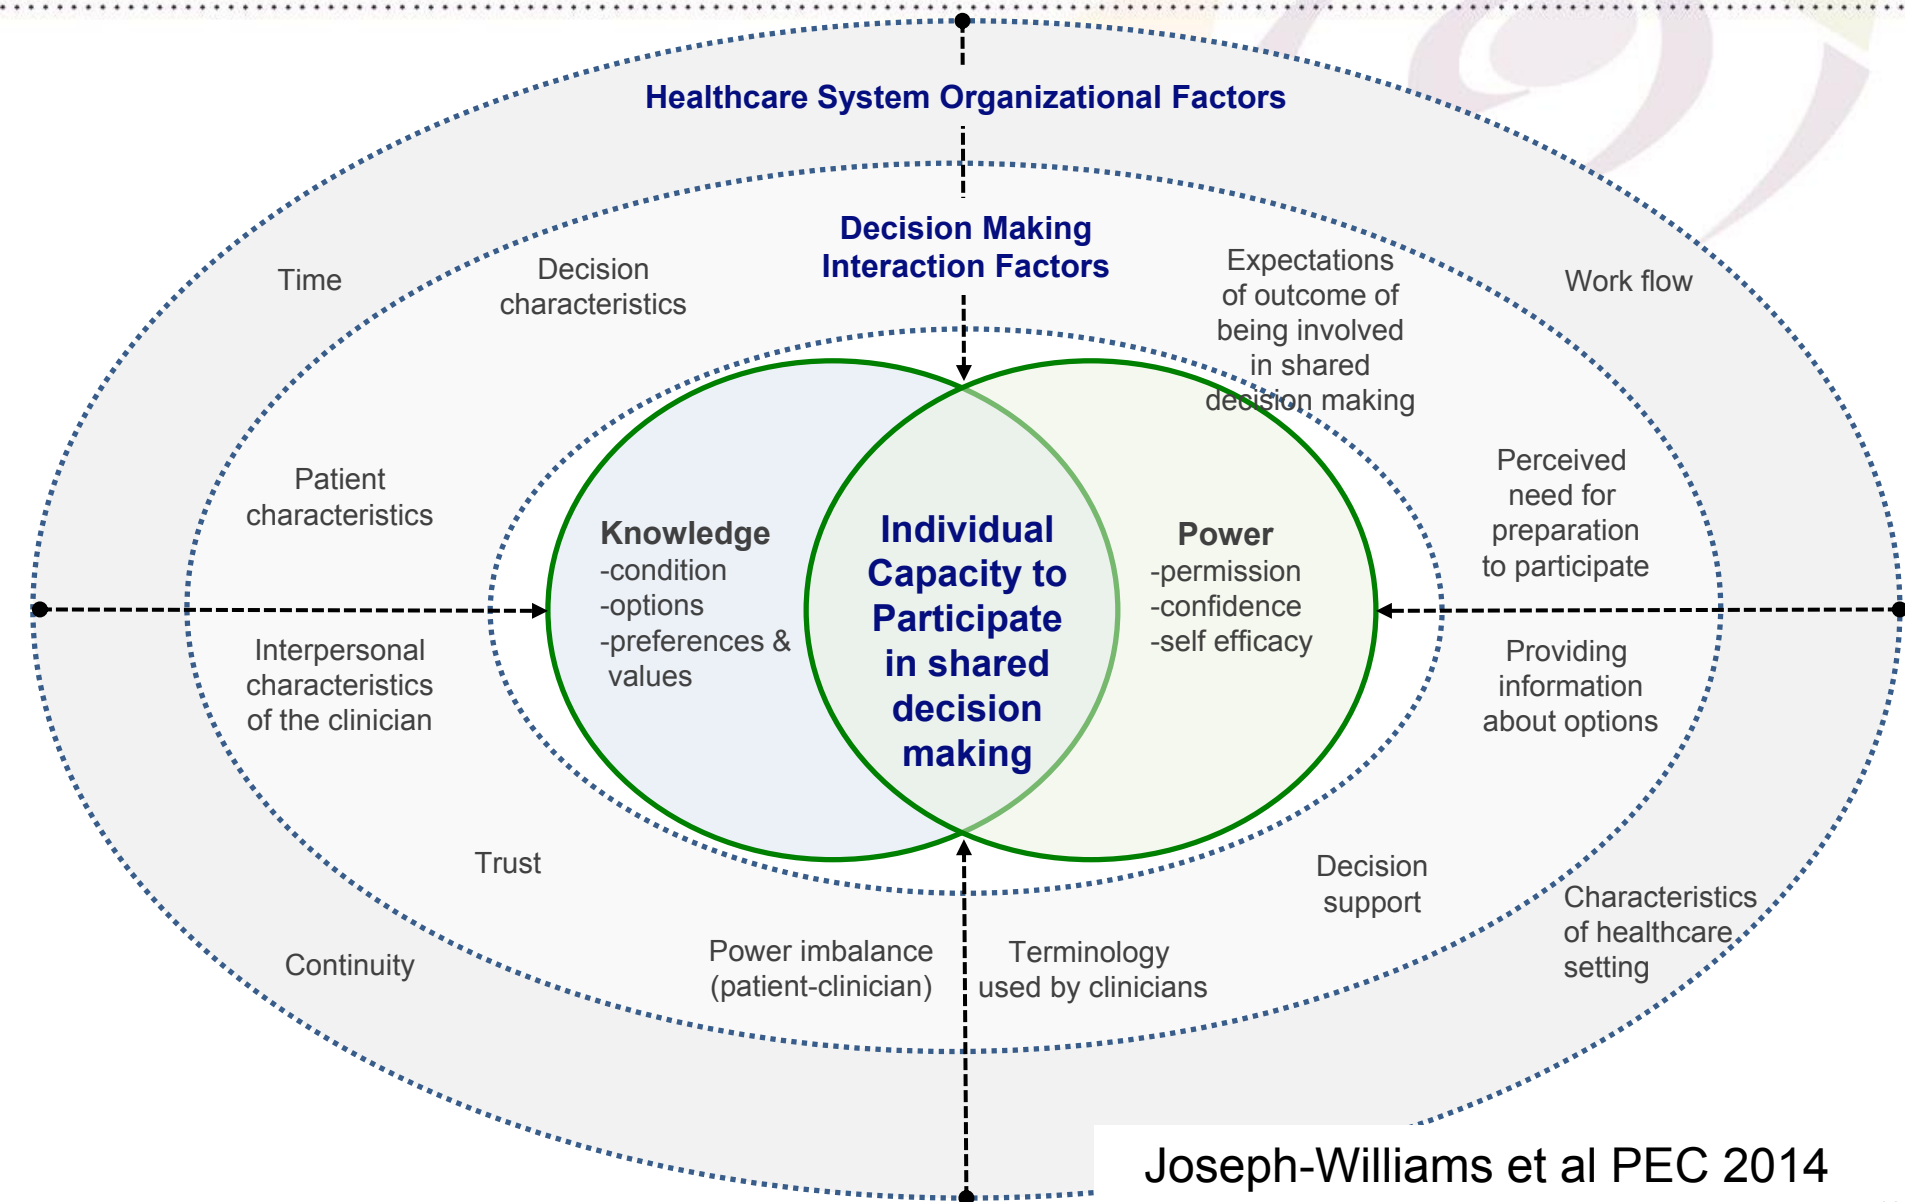 Healthcare System Organizational Factors
Decision Making
Interaction Factors
Time
Decision
characteristics
Expectations
of outcome of
being involved
in shared
decision making
Work flow
Patient
characteristics
Perceived
need for
preparation
to participate
Knowledge
-condition
-options
-preferences &
values
Individual
Capacity to
Participate
in shared
decision
making
Power
-permission
-confidence
-self efficacy
Interpersonal
characteristics
of the clinician
Providing
information
about options
Trust
Decision
support
Continuity
Power imbalance
(patient-clinician)
Terminology
used by clinicians
Characteristics
of healthcare
setting
Joseph-Williams et al PEC 2014